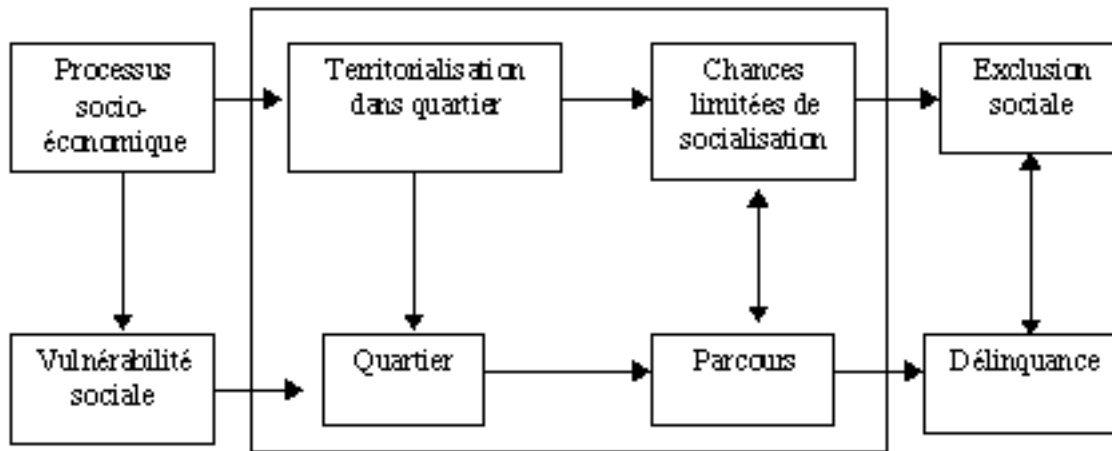 Processus
socio-
économique
Territorialisation
dans quartier
Chances
limitées de
socialisation
Exclusion
sociale
Vulnérabilité
sociale
Quartier
Parcours
Délinquance